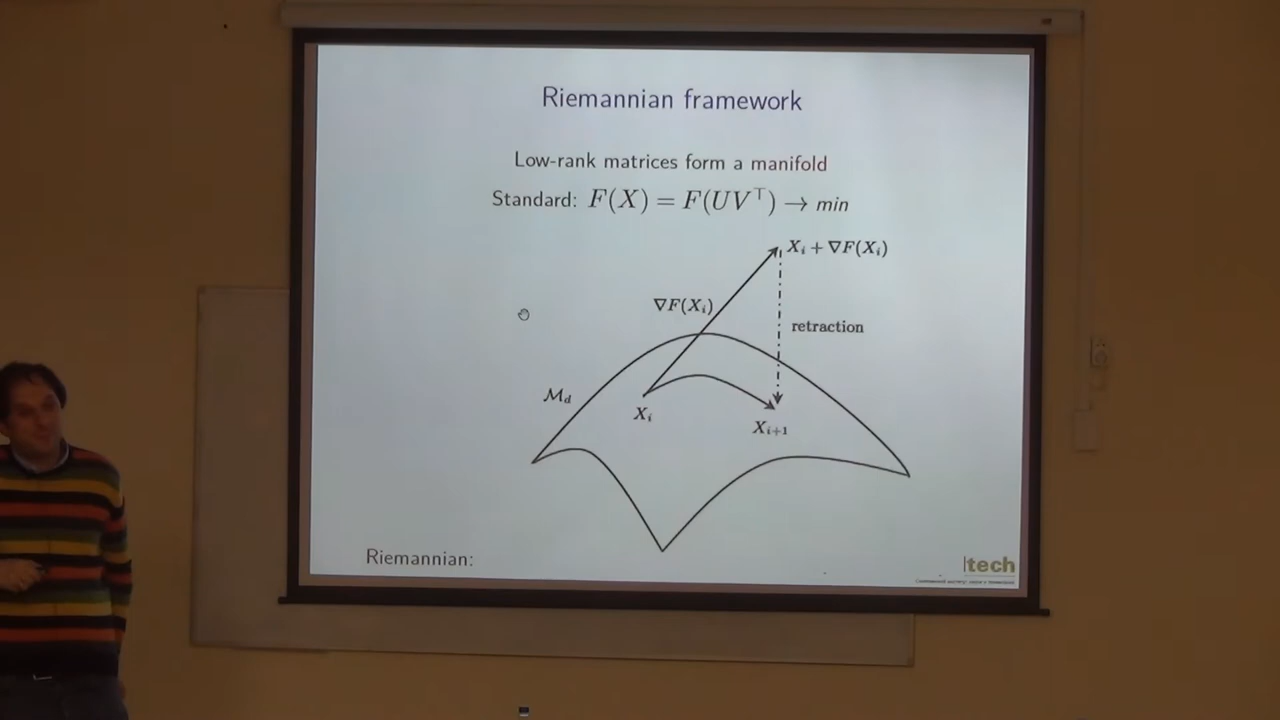 Riemannian framework
Low-rank matrices form a manifold
Standard: F(X) = F(UV⊤) → min
X_i + ∇F(X_i)
∇F(X_i)
retraction
M_d
X_i
X_{i+1}
Riemannian:
tech